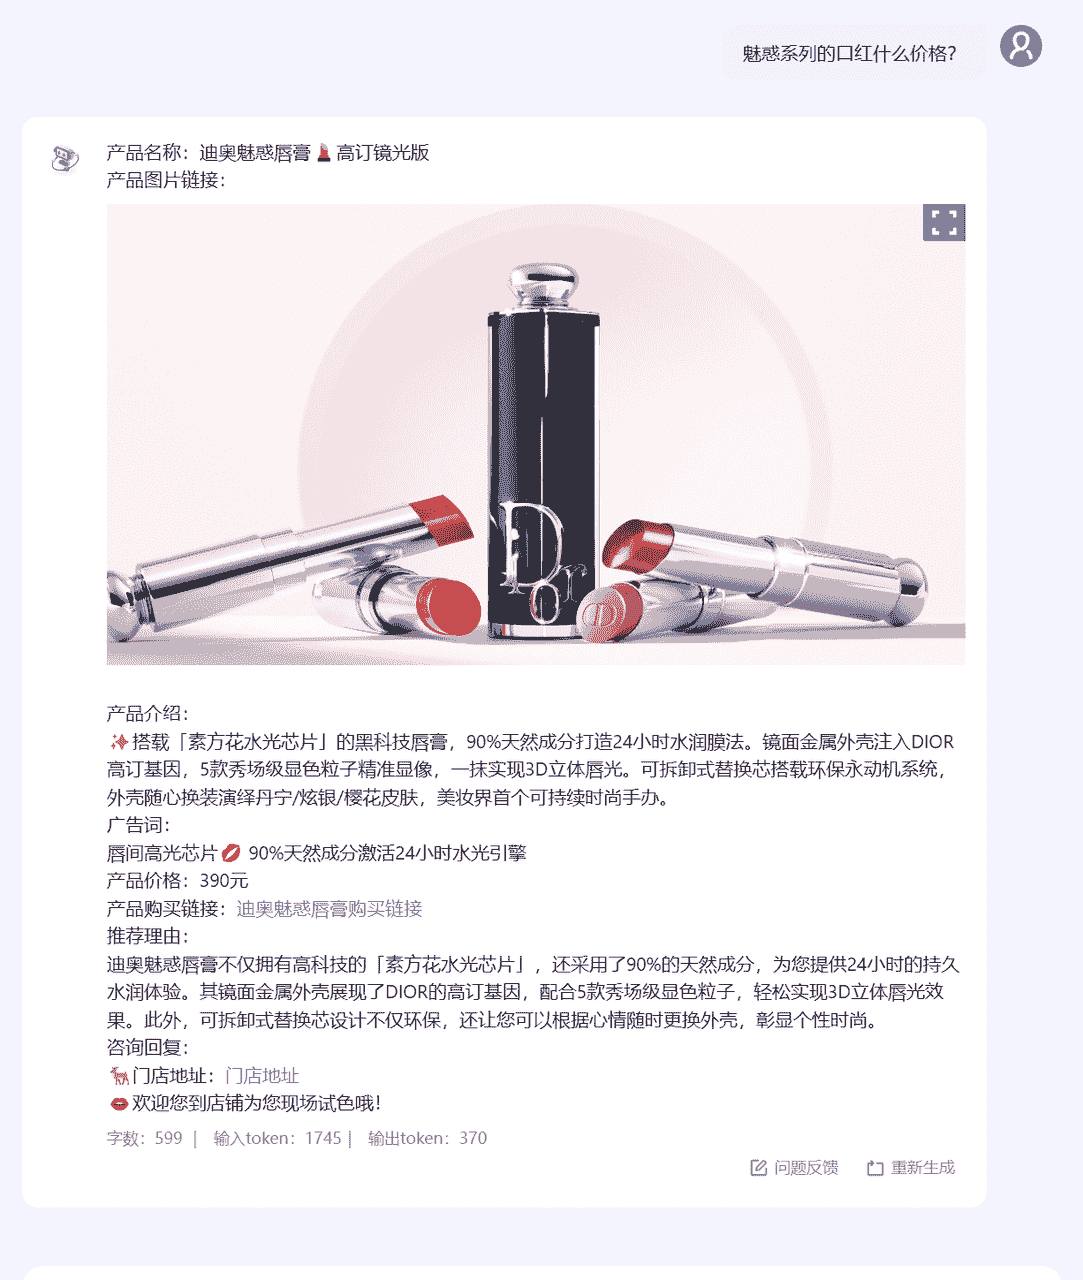 魅惑系列的口红什么价格？
产品名称：迪奥魅惑唇膏💄高订镜光版
产品图片链接：
Dior
CD
产品介绍：
✨搭载「素方花水光芯片」的黑科技唇膏，90%天然成分打造24小时水润膜法。镜面金属外壳注入DIOR
高订基因，5款秀场级显色粒子精准显像，一抹实现3D立体唇光。可拆卸式替换芯搭载环保永动机系统，
外壳随心换装演绎丹宁/炫银/樱花皮肤，美妆界首个可持续时尚手办。
广告词：
唇间高光芯片💋 90%天然成分激活24小时水光引擎
产品价格：390元
产品购买链接：迪奥魅惑唇膏购买链接
推荐理由：
迪奥魅惑唇膏不仅拥有高科技的「素方花水光芯片」，还采用了90%的天然成分，为您提供24小时的持久
水润体验。其镜面金属外壳展现了DIOR的高订基因，配合5款秀场级显色粒子，轻松实现3D立体唇光效
果。此外，可拆卸式替换芯设计不仅环保，还让您可以根据心情随时更换外壳，彰显个性时尚。
咨询回复：
🦌门店地址：门店地址
👄欢迎您到店铺为您现场试色哦！
字数：599 | 输入token：1745 | 输出token：370
问题反馈 重新生成